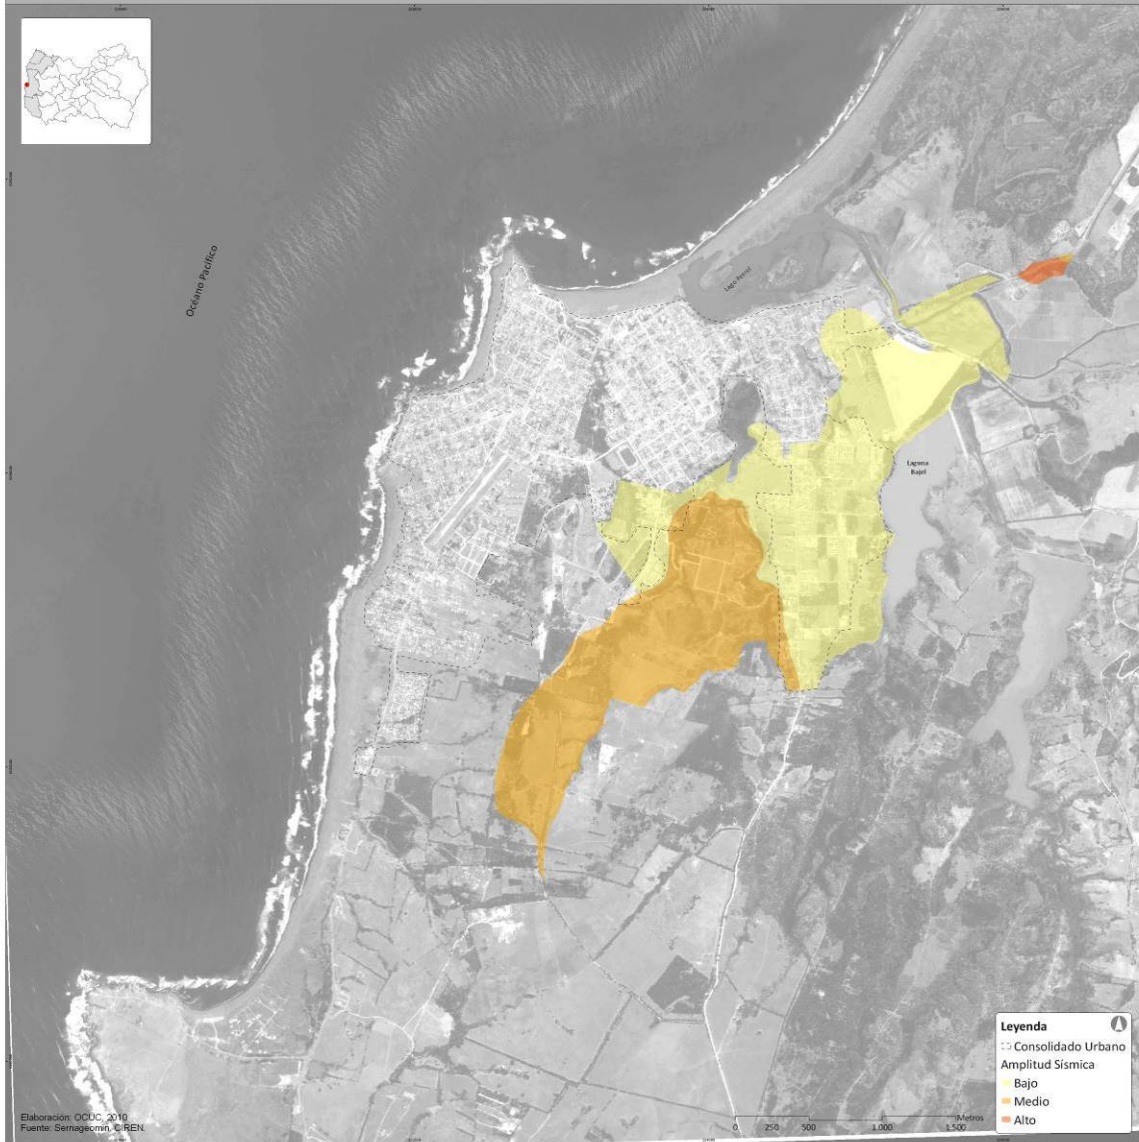 Océano Pacífico
Lago Petrel
Laguna
Bajel
Leyenda
Consolidado Urbano
Amplitud Sísmica
Bajo
Medio
Alto
Elaboración: OCUC, 2010
Fuente: Sernageomin, CIREN.
0 250 500 1.000 1.500
Metros